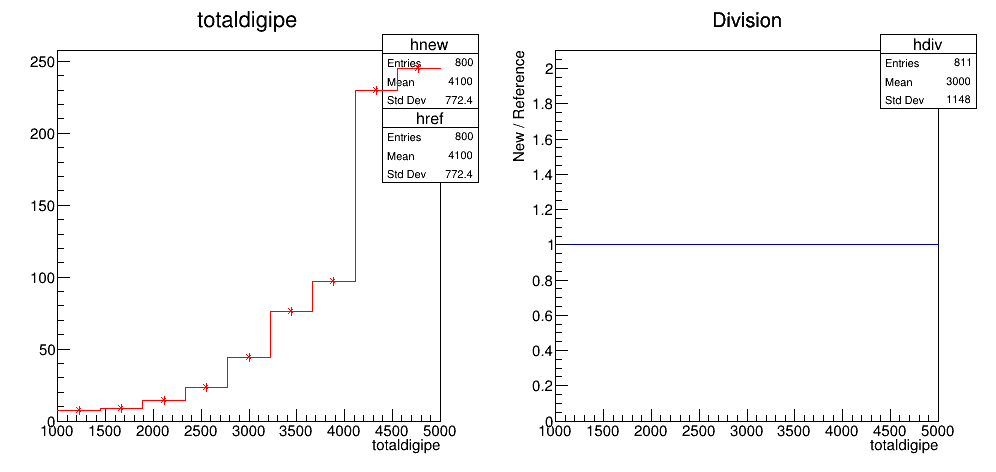 totaldigipe
hnew
Entries 800
Mean 4100
Std Dev 772.4
href
Entries 800
Mean 4100
Std Dev 772.4
250
200
150
100
50
0
1000 1500 2000 2500 3000 3500 4000 4500 5000
totaldigipe
Division
hdiv
Entries 811
Mean 3000
Std Dev 1148
New / Reference
2
1.8
1.6
1.4
1.2
1
0.8
0.6
0.4
0.2
0
1000 1500 2000 2500 3000 3500 4000 4500 5000
totaldigipe